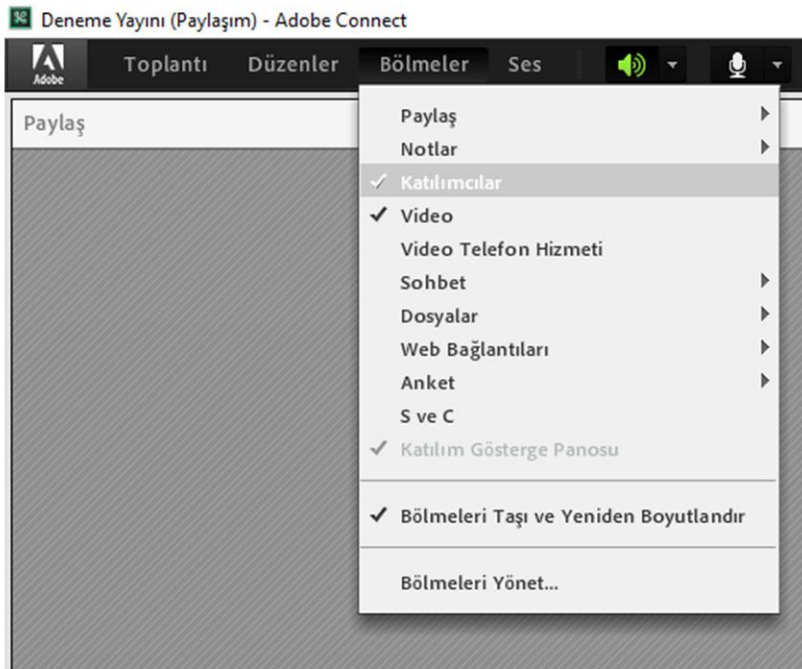 Deneme Yayını (Paylaşım) - Adobe Connect
Adobe Toplantı Düzenler Bölmeler Ses
Paylaş
Paylaş
Notlar
Katılımcılar
Video
Video Telefon Hizmeti
Sohbet
Dosyalar
Web Bağlantıları
Anket
S ve C
Katılım Gösterge Panosu
Bölmeleri Taşı ve Yeniden Boyutlandır
Bölmeleri Yönet...